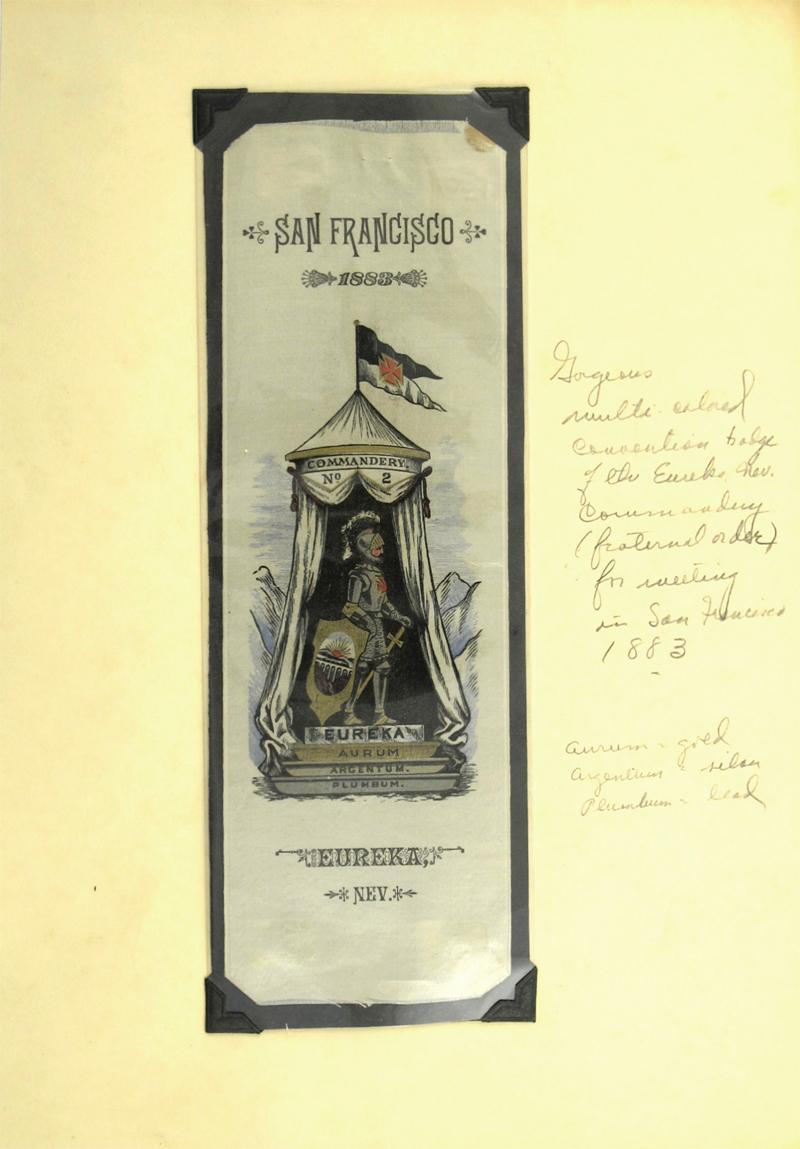 SAN FRANCISCO
1883
COMMANDERY.
No 2
EUREKA
AURUM
ARGENTUM.
PLUMBUM.
EUREKA,
NEV.
Gorgeous
multi-colored
Convention badge
of the Eureka, Nev.
Commandery
(fraternal order)
for meeting
in San Francisco
1883
aurum = gold
Argentium = silver
Plumbum = lead